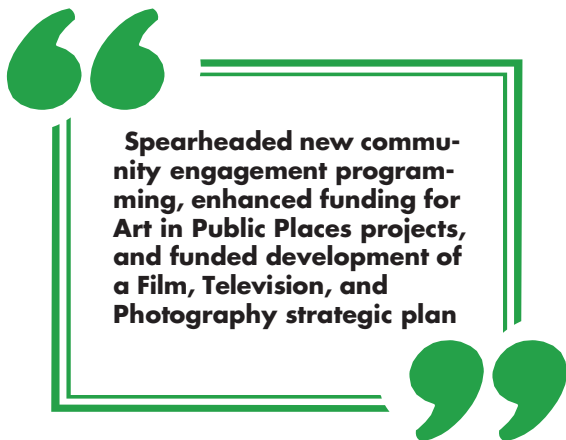 Spearheaded new commu-
nity engagement program-
ming, enhanced funding for
Art in Public Places projects,
and funded development of
a Film, Television, and
Photography strategic plan